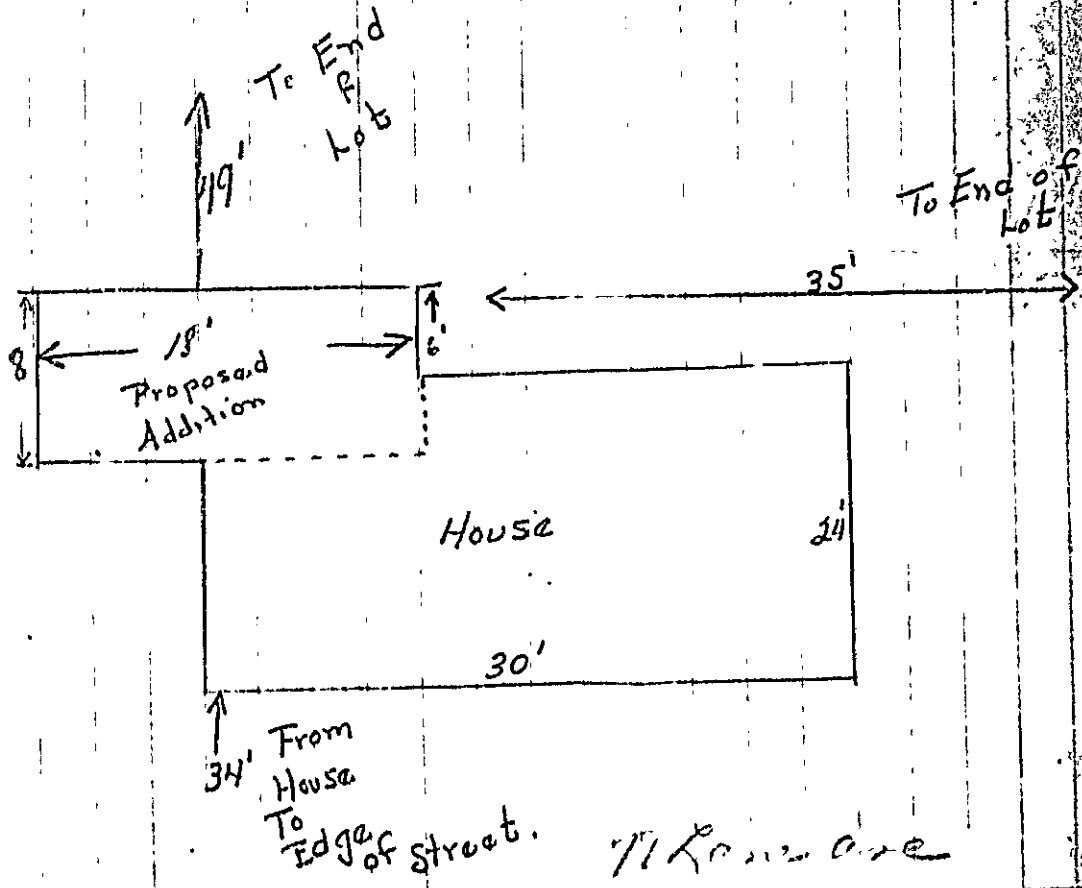 To End
of
Lot
49'
To End of
Lot
35'
8
18'
6'
Proposed
Addition
House
24'
30'
34' From
House
To
Edge
of Street.